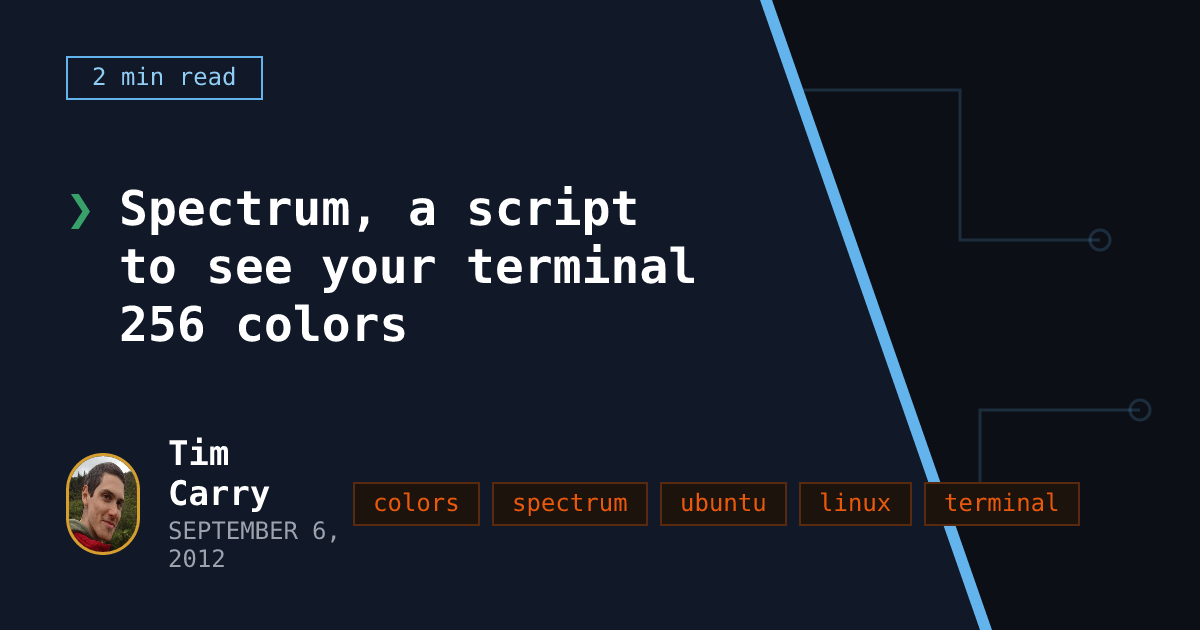 2 min read
❯ Spectrum, a script
to see your terminal
256 colors
Tim
Carry
SEPTEMBER 6,
2012
colors spectrum ubuntu linux terminal